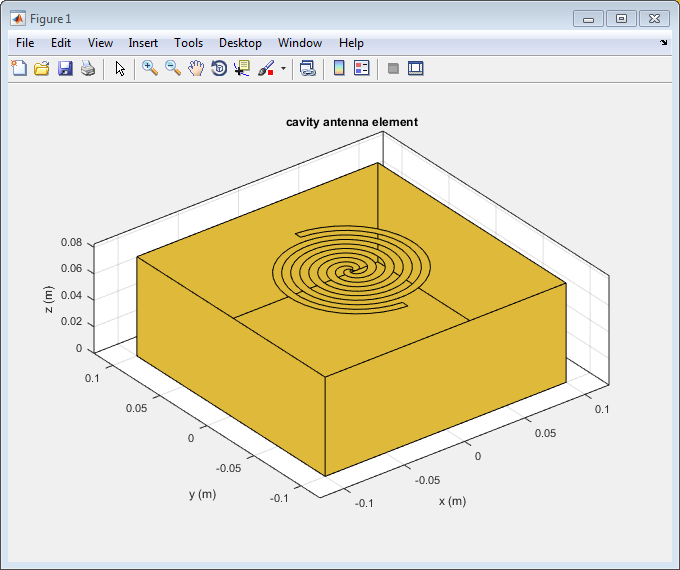 Figure 1
File Edit View Insert Tools Desktop Window Help
cavity antenna element
0.08
0.06
0.04
0.02
0
z (m)
0.1
0.05
0
-0.05
-0.1
y (m)
-0.1
-0.05
0
0.05
0.1
x (m)